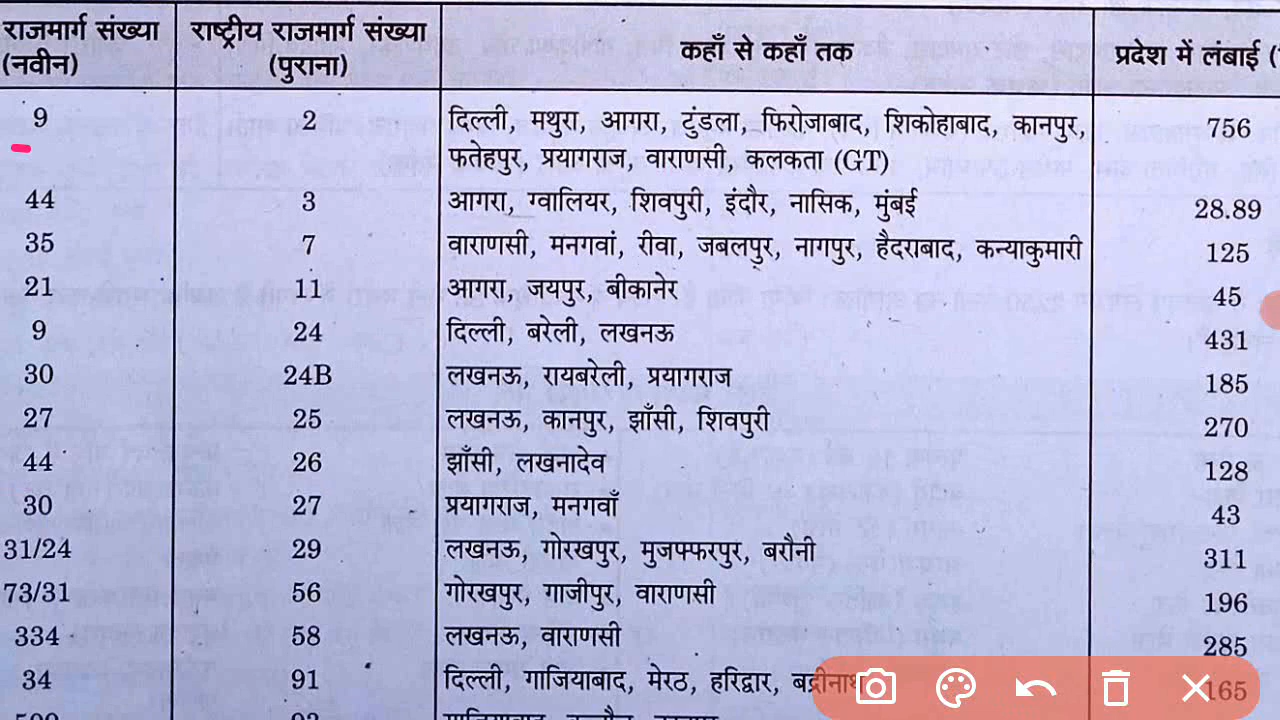 राजमार्ग संख्या (नवीन) राष्ट्रीय राजमार्ग संख्या (पुराना) कहाँ से कहाँ तक प्रदेश में लंबाई (
9 2 दिल्ली, मथुरा, आगरा, टुंडला, फिरोजाबाद, शिकोहाबाद, कानपुर, 756
फतेहपुर, प्रयागराज, वाराणसी, कलकता (GT)
44 3 आगरा, ग्वालियर, शिवपुरी, इंदौर, नासिक, मुंबई 28.89
35 7 वाराणसी, मनगवां, रीवा, जबलपुर, नागपुर, हैदराबाद, कन्याकुमारी 125
21 11 आगरा, जयपुर, बीकानेर 45
9 24 दिल्ली, बरेली, लखनऊ 431
30 24B लखनऊ, रायबरेली, प्रयागराज 185
27 25 लखनऊ, कानपुर, झाँसी, शिवपुरी 270
44 26 झाँसी, लखनादेव 128
30 27 प्रयागराज, मनगवाँ 43
31/24 29 लखनऊ, गोरखपुर, मुजफ्फरपुर, बरौनी 311
73/31 56 गोरखपुर, गाजीपुर, वाराणसी 196
334 58 लखनऊ, वाराणसी 285
34 91 दिल्ली, गाजियाबाद, मेरठ, हरिद्वार, बद्रीनाथ 165